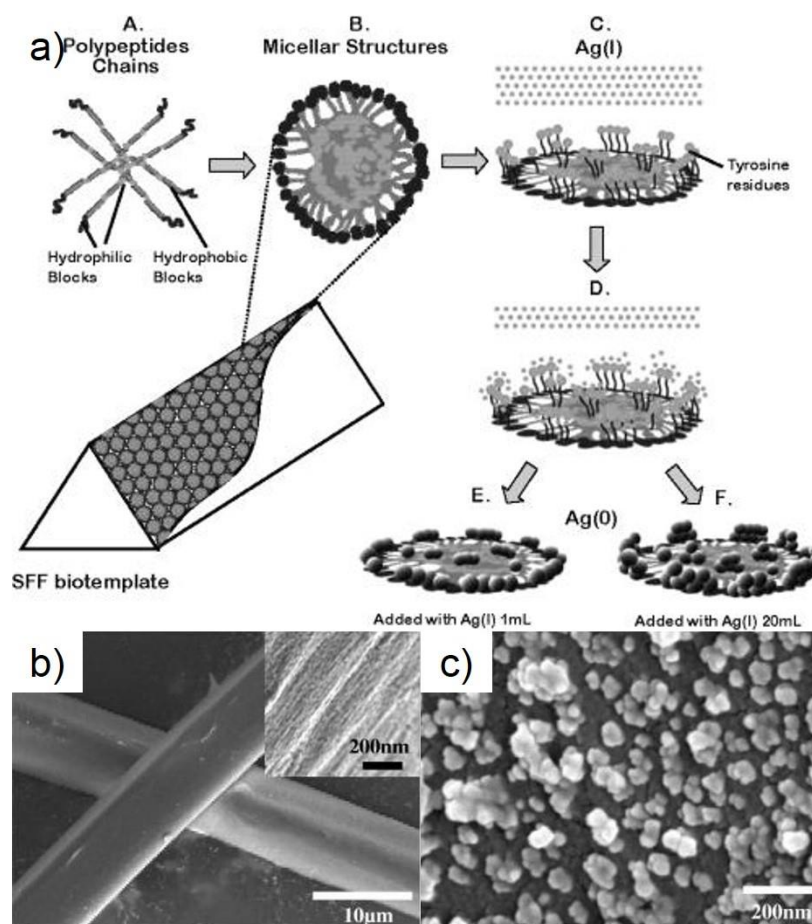 a)
A.
Polypeptides
Chains
Hydrophilic
Blocks
Hydrophobic
Blocks
B.
Micellar Structures
C.
Ag(I)
Tyrosine
residues
D.
E.
Ag(0)
F.
SFF biotemplate
Added with Ag(I) 1mL
Added with Ag(I) 20mL
b)
200nm
10μm
c)
200nm